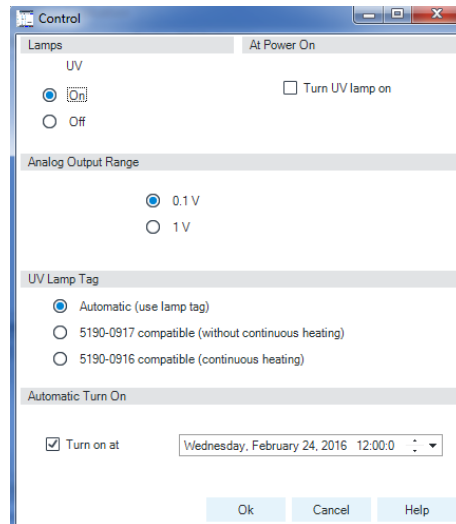 Control
Lamps
At Power On
UV
On
Turn UV lamp on
Off
Analog Output Range
0.1 V
1 V
UV Lamp Tag
Automatic (use lamp tag)
5190-0917 compatible (without continuous heating)
5190-0916 compatible (continuous heating)
Automatic Turn On
Turn on at
Wednesday, February 24, 2016 12:00:0
Ok Cancel Help